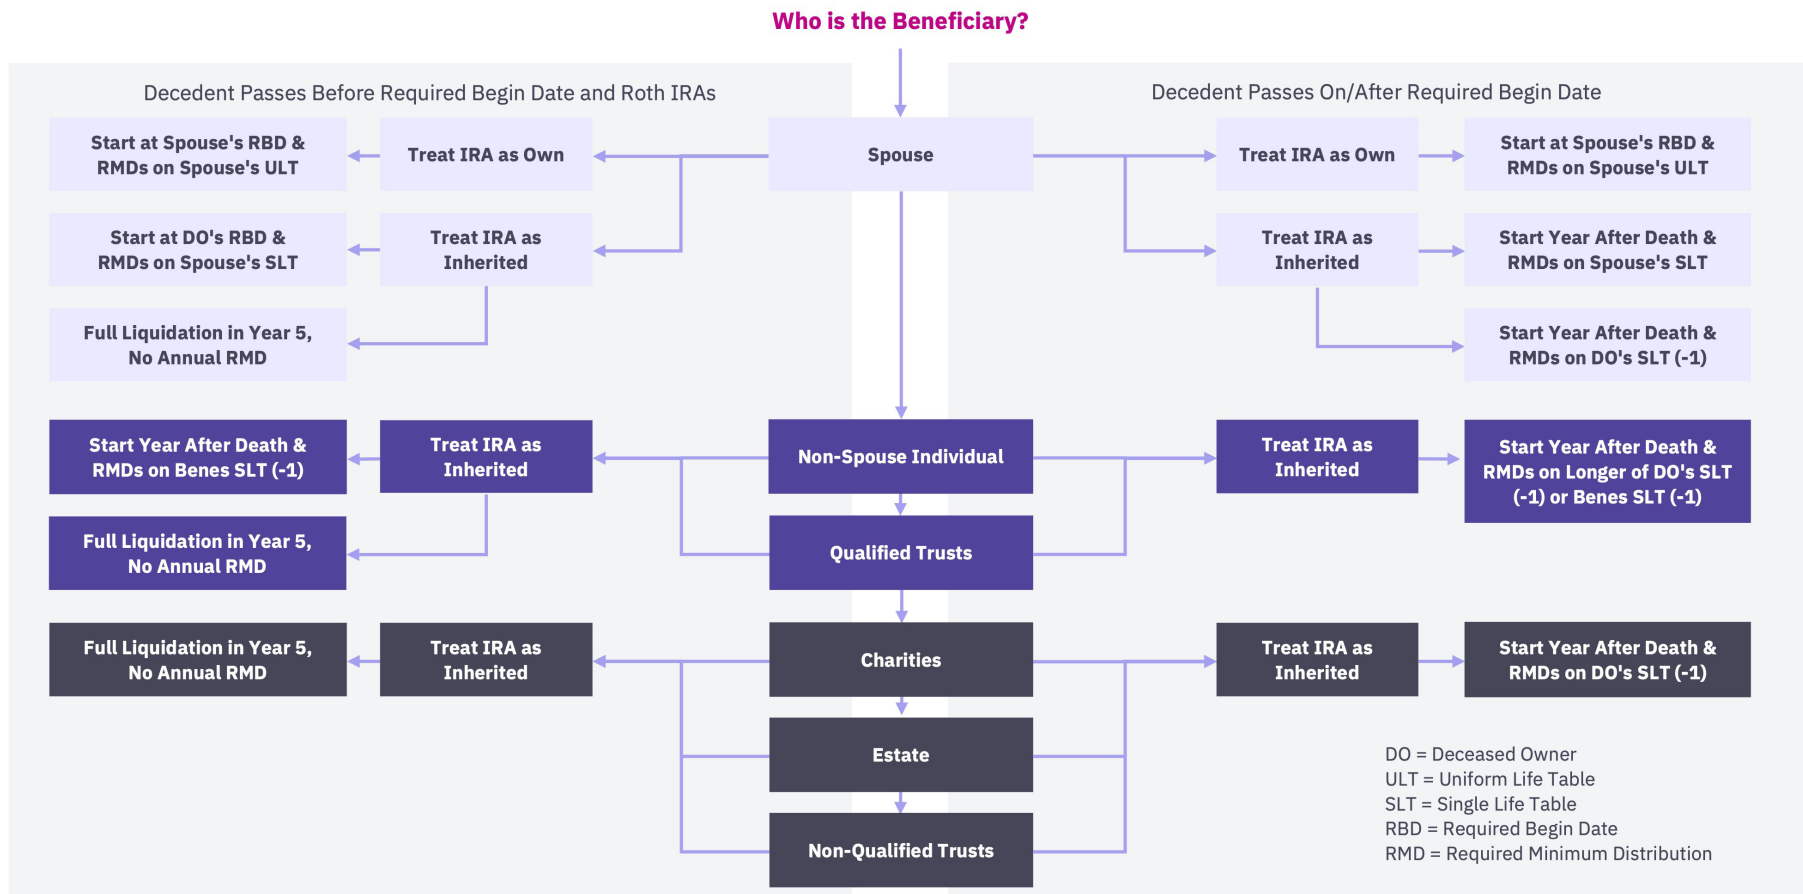 Who is the Beneficiary?
Decedent Passes Before Required Begin Date and Roth IRAs
Decedent Passes On/After Required Begin Date
Start at Spouse's RBD &
RMDs on Spouse's ULT
Treat IRA as Own
Spouse
Treat IRA as Own
Start at Spouse's RBD &
RMDs on Spouse's ULT
Start at DO's RBD &
RMDs on Spouse's SLT
Treat IRA as
Inherited
Treat IRA as
Inherited
Start Year After Death &
RMDs on Spouse's SLT
Full Liquidation in Year 5,
No Annual RMD
Start Year After Death &
RMDs on DO's SLT (-1)
Start Year After Death &
RMDs on Benes SLT (-1)
Treat IRA as
Inherited
Non-Spouse Individual
Treat IRA as
Inherited
Start Year After Death &
RMDs on Longer of DO's SLT
(-1) or Benes SLT (-1)
Full Liquidation in Year 5,
No Annual RMD
Qualified Trusts
Full Liquidation in Year 5,
No Annual RMD
Treat IRA as
Inherited
Charities
Treat IRA as
Inherited
Start Year After Death &
RMDs on DO's SLT (-1)
Estate
Non-Qualified Trusts
DO = Deceased Owner
ULT = Uniform Life Table
SLT = Single Life Table
RBD = Required Begin Date
RMD = Required Minimum Distribution